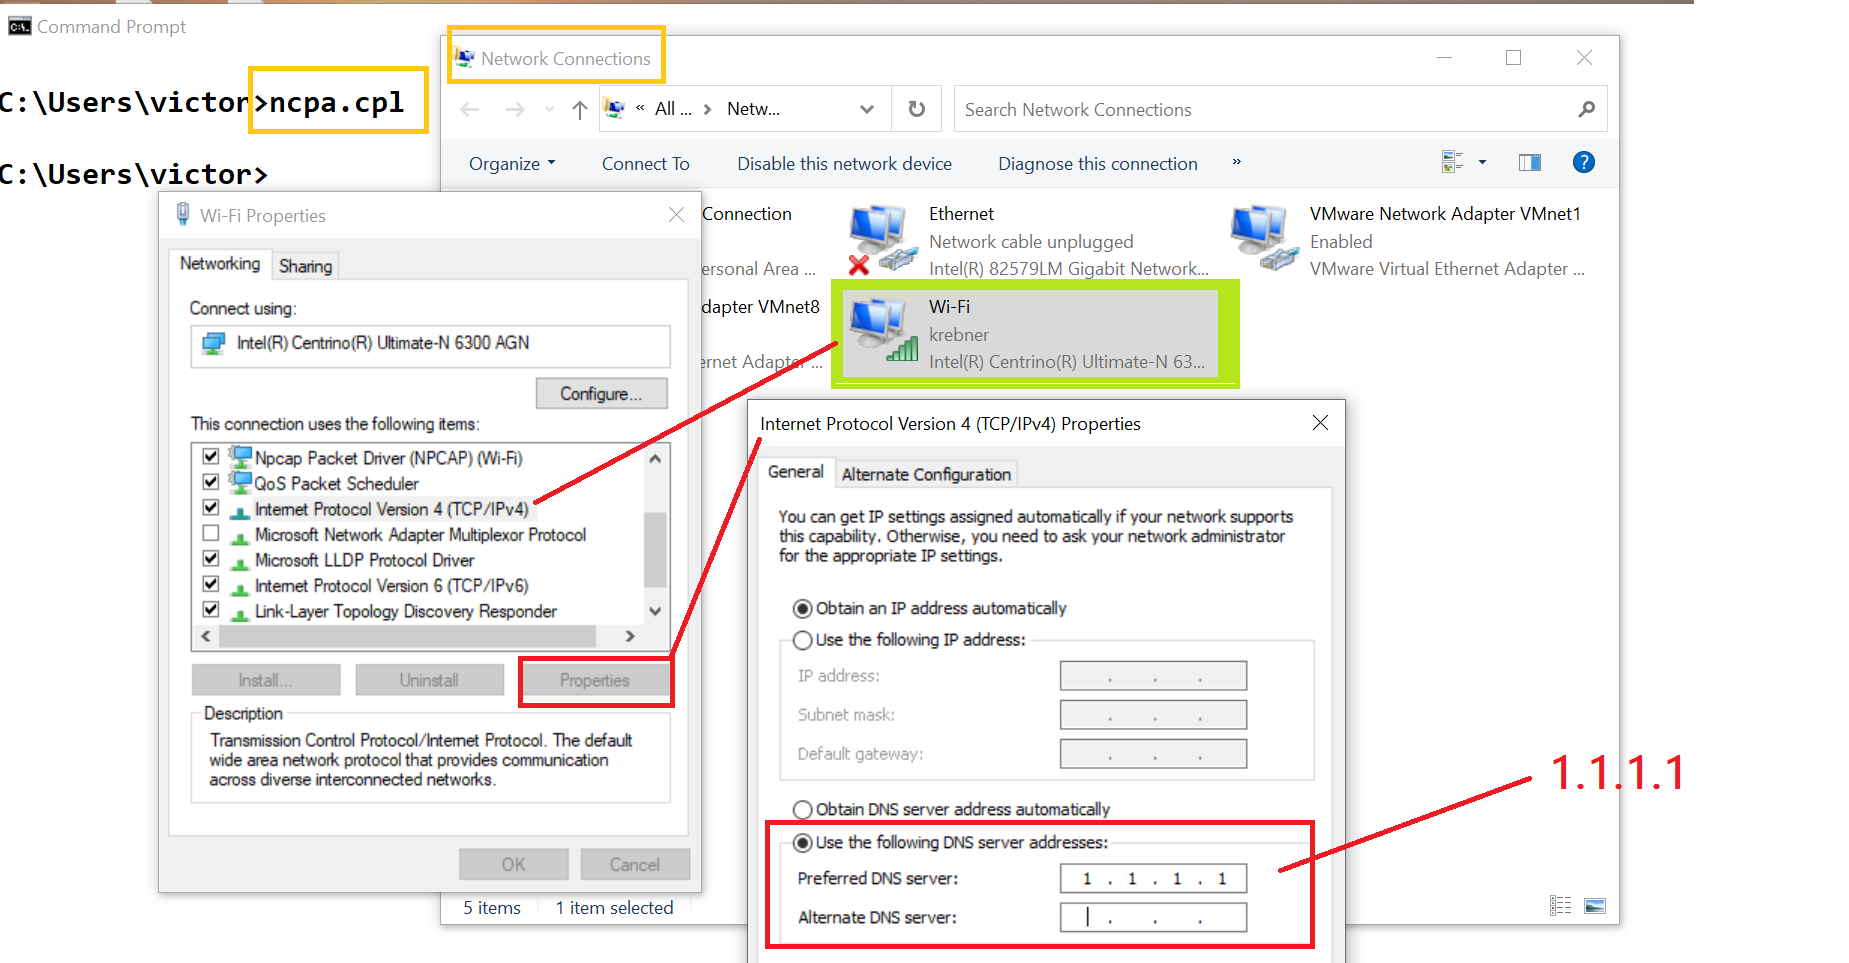 Command Prompt
C:\Users\victor>ncpa.cpl
C:\Users\victor>
Network Connections
« All ... > Netw...
Search Network Connections
Organize
Connect To
Disable this network device
Diagnose this connection
»
Connection
ersonal Area ...
dapter VMnet8
ernet Adapter ...
Ethernet
Network cable unplugged
Intel(R) 82579LM Gigabit Network...
VMware Network Adapter VMnet1
Enabled
VMware Virtual Ethernet Adapter ...
Wi-Fi
krebner
Intel(R) Centrino(R) Ultimate-N 63...
5 items
1 item selected
Wi-Fi Properties
Networking
Sharing
Connect using:
Intel(R) Centrino(R) Ultimate-N 6300 AGN
Configure...
This connection uses the following items:
Npcap Packet Driver (NPCAP) (Wi-Fi)
QoS Packet Scheduler
Internet Protocol Version 4 (TCP/IPv4)
Microsoft Network Adapter Multiplexor Protocol
Microsoft LLDP Protocol Driver
Internet Protocol Version 6 (TCP/IPv6)
Link-Layer Topology Discovery Responder
Install...
Uninstall
Properties
Description
Transmission Control Protocol/Internet Protocol. The default
wide area network protocol that provides communication
across diverse interconnected networks.
OK
Cancel
Internet Protocol Version 4 (TCP/IPv4) Properties
General
Alternate Configuration
You can get IP settings assigned automatically if your network supports
this capability. Otherwise, you need to ask your network administrator
for the appropriate IP settings.
Obtain an IP address automatically
Use the following IP address:
IP address: . . .
Subnet mask: . . .
Default gateway: . . .
Obtain DNS server address automatically
Use the following DNS server addresses:
Preferred DNS server: 1 . 1 . 1 . 1
Alternate DNS server: . . .
1.1.1.1